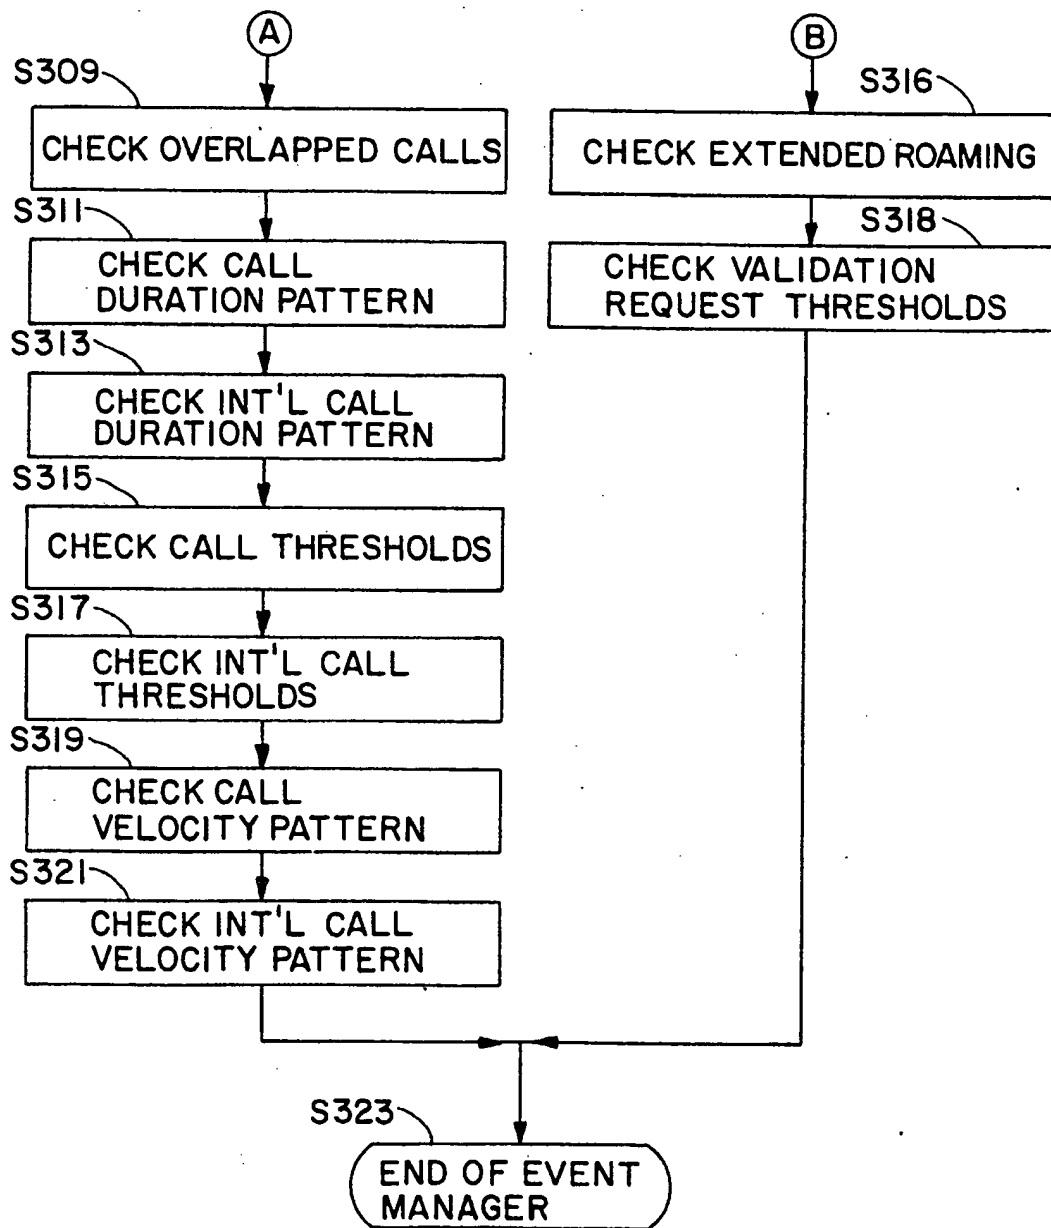 A
S309
CHECK OVERLAPPED CALLS
S311
CHECK CALL
DURATION PATTERN
S313
CHECK INT'L CALL
DURATION PATTERN
S315
CHECK CALL THRESHOLDS
S317
CHECK INT'L CALL
THRESHOLDS
S319
CHECK CALL
VELOCITY PATTERN
S321
CHECK INT'L CALL
VELOCITY PATTERN
B
S316
CHECK EXTENDED ROAMING
S318
CHECK VALIDATION
REQUEST THRESHOLDS
S323
END OF EVENT
MANAGER